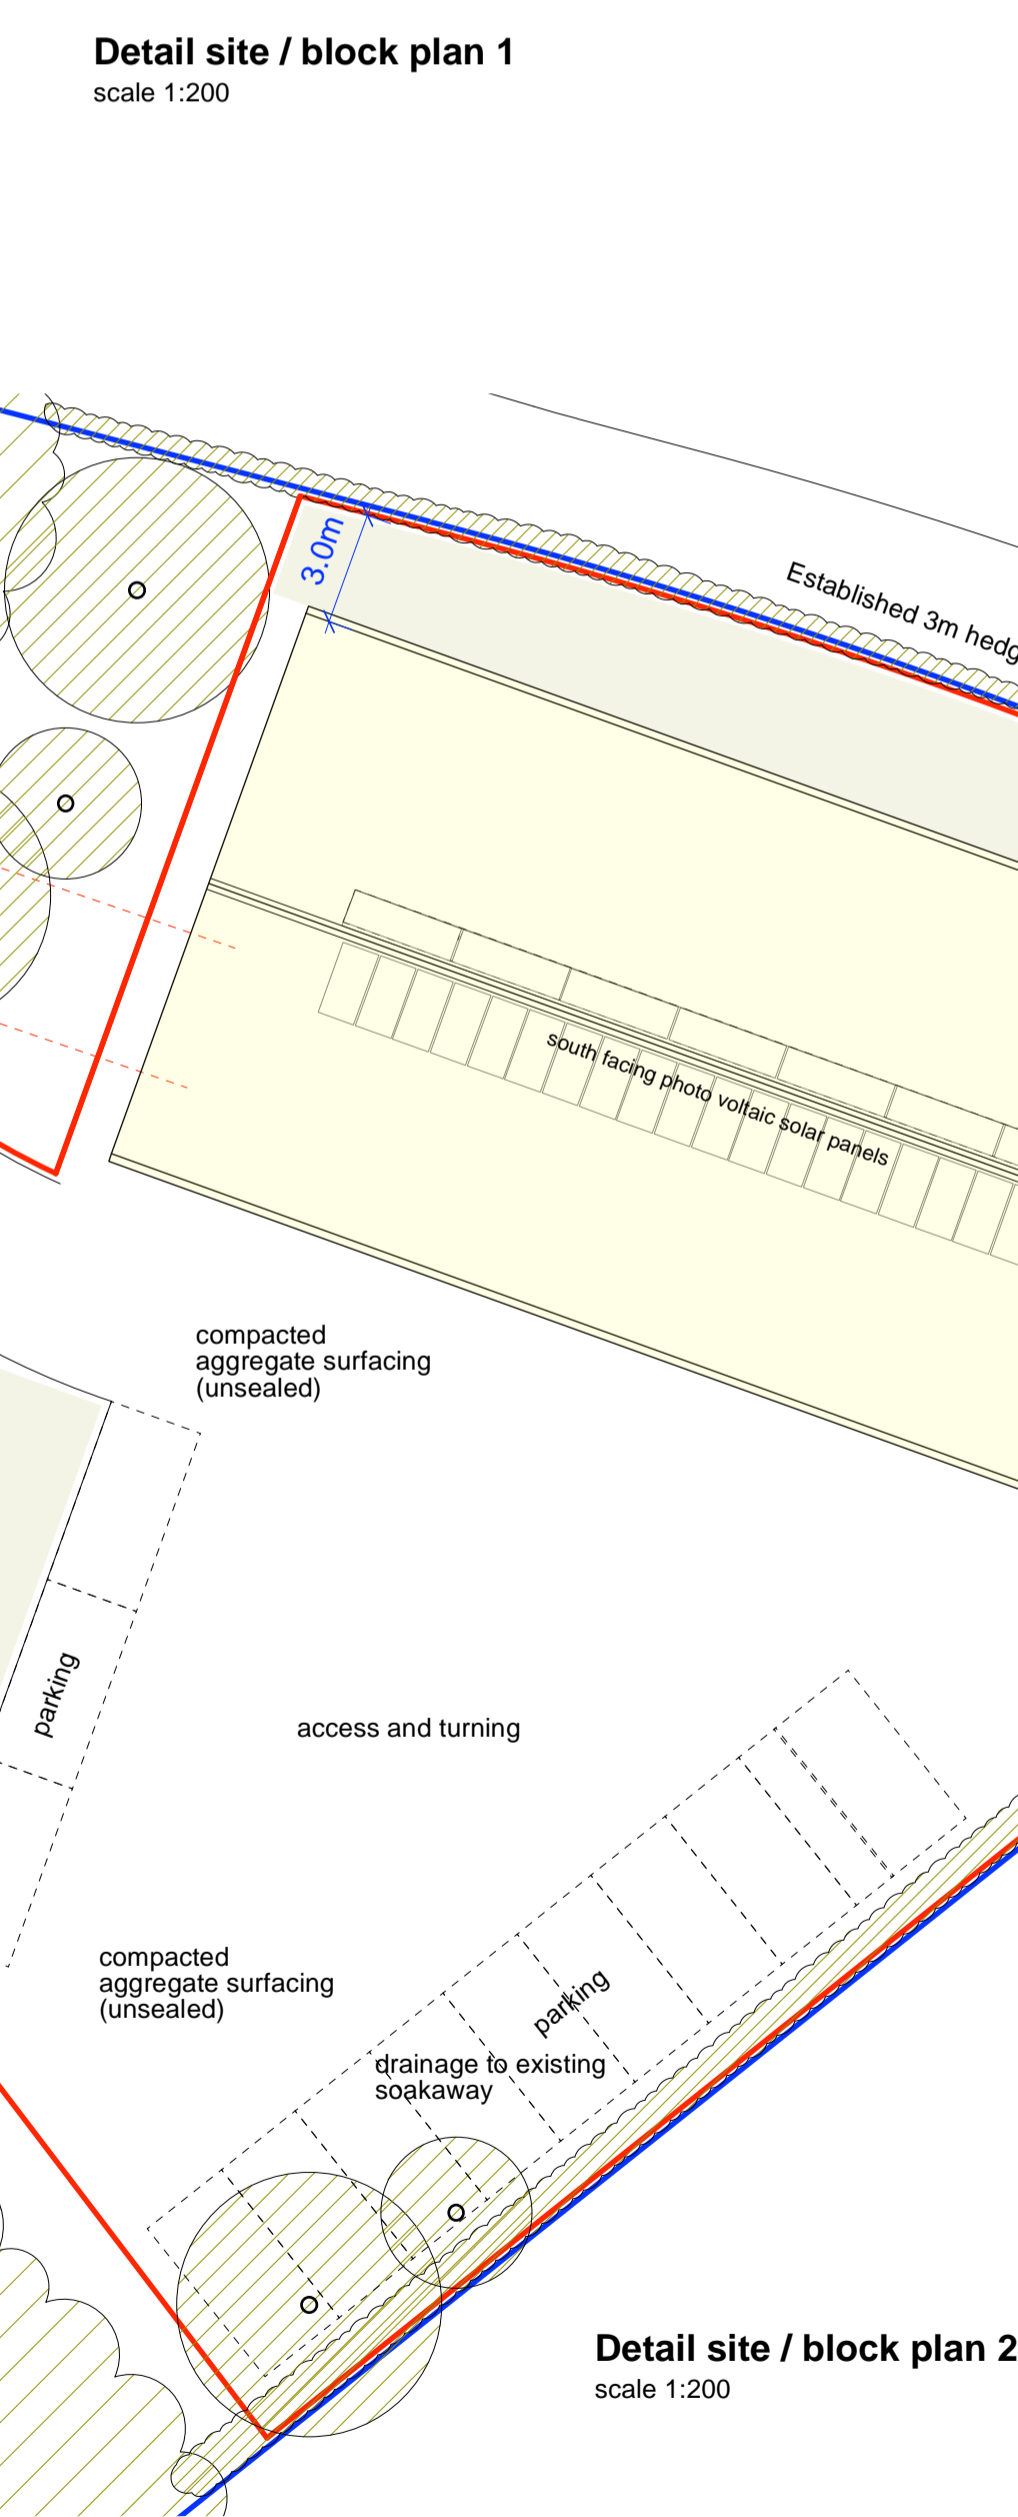 Detail site / block plan 1
scale 1:200
3.0m
Established 3m hedg
south facing photo voltaic solar panels
compacted
aggregate surfacing
(unsealed)
parking
access and turning
compacted
aggregate surfacing
(unsealed)
parking
drainage to existing
soakaway
Detail site / block plan 2
scale 1:200